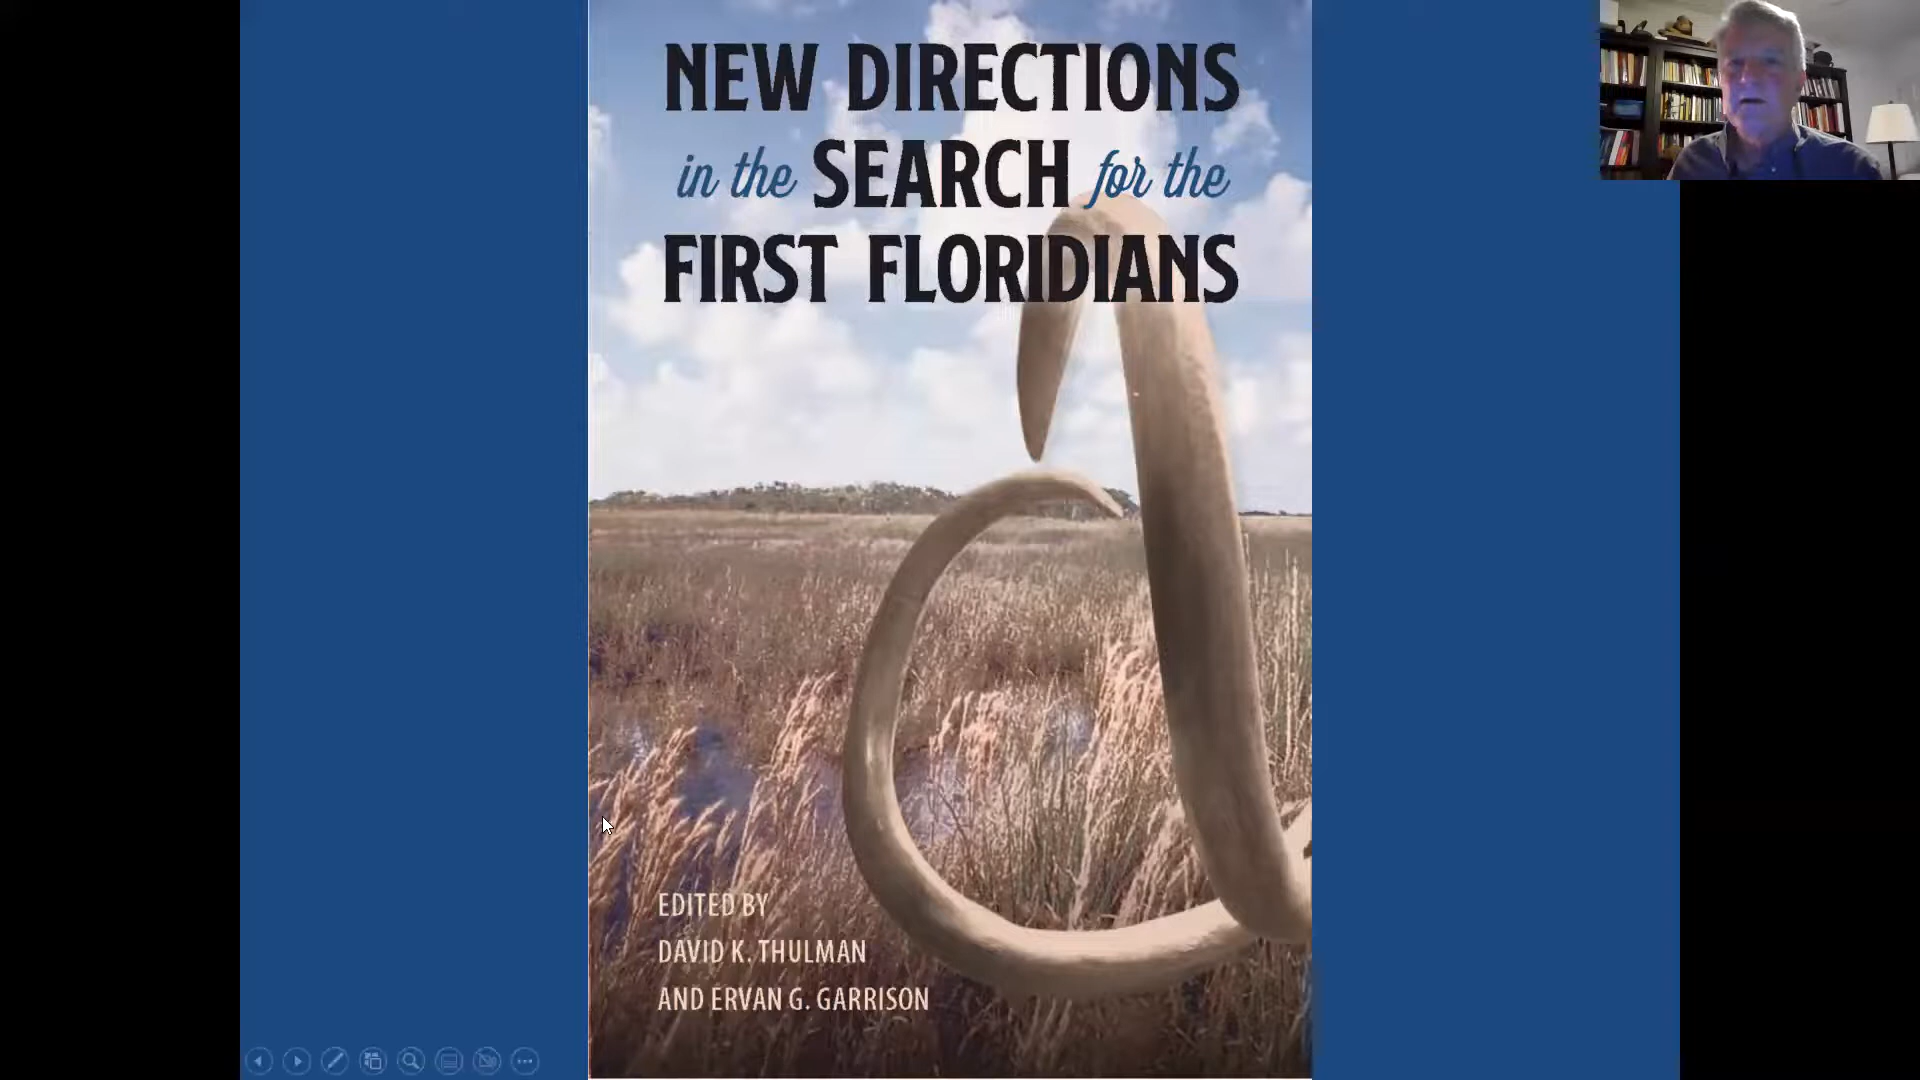 NEW DIRECTIONS
in the SEARCH for the
FIRST FLORIDIANS
EDITED BY
DAVID K. THULMAN
AND ERVAN G. GARRISON